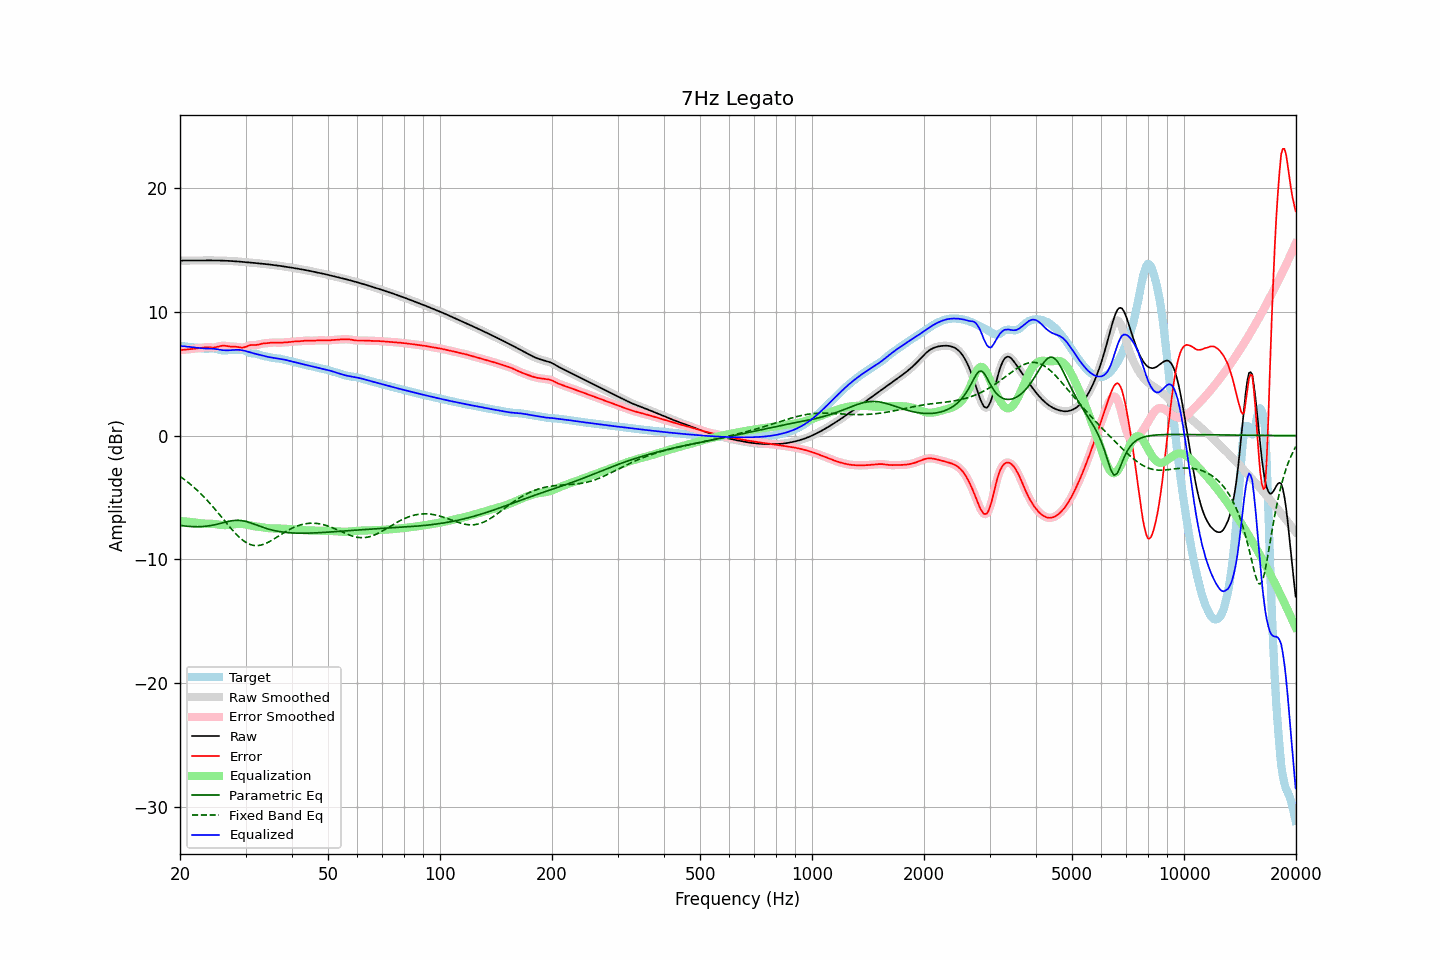 7Hz Legato
Amplitude (dBr)
20
10
0
−10
−20
−30
Target
Raw Smoothed
Error Smoothed
Raw
Error
Equalization
Parametric Eq
Fixed Band Eq
Equalized
20 50 100 200 500 1000 2000 5000 10000 20000
Frequency (Hz)